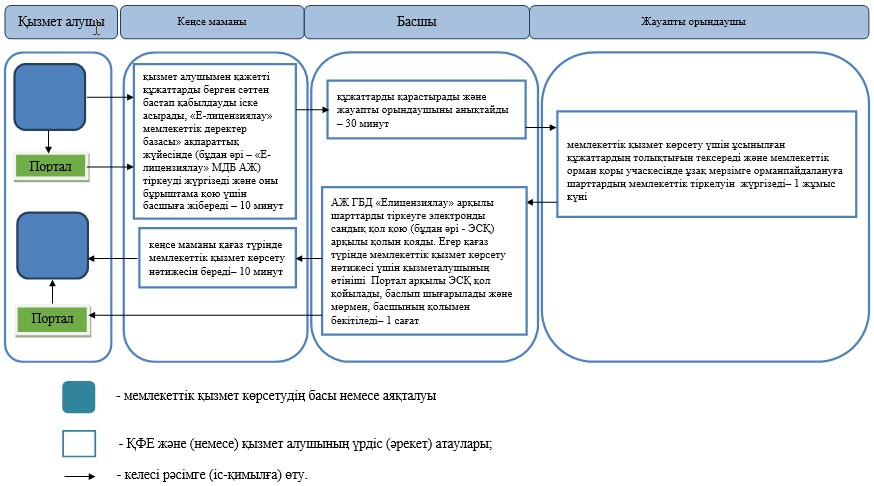 Қызмет алушы
Кеңсе маманы
Басшы
Жауапты орындаушы
қызмет алушымен қажетті
құжаттарды берген сәттен
бастап қабылдауды іске
асырады, «Е-лицензиялау»
мемлекеттік деректер
базасы» ақпараттық
жүйесінде (бұдан әрі – «Е-
лицензиялау» МДБ АЖ)
тіркеуді жүргізеді және оны
бұрыштама қою үшін
басшыға жібереді – 10 минут
Портал
құжаттарды қарастырады және
жауапты орындаушыны анықтайды
– 30 минут
мемлекеттік қызмет көрсету үшін ұсынылған
құжаттардың толықтығын тексереді және мемлекеттік
орман қоры учаскесінде ұзақ мерзімге орманпайдалануға
шарттардың мемлекеттік тіркелуін жүргізеді– 1 жұмыс
күні
АЖ ГБД «Елицензиялау» арқылы
шарттарды тіркеуге электронды
сандық қол қою (бұдан әрі - ЭСҚ)
арқылы қолын қояды. Егер қағаз
түрінде мемлекеттік қызмет көрсету
нәтижесі үшін қызметалушының
өтініші Портал арқылы ЭСҚ қол
қойылады, баслып шығарылады және
мөрмен, басшының қолымен
бекітіледі– 1 сағат
кеңсе маманы қағаз түрінде
мемлекеттік қызмет көрсету
нәтижесін береді– 10 минут
Портал
- мемлекеттік қызмет көрсетудің басы немесе аяқталуы
- ҚФЕ және (немесе) қызмет алушының үрдіс (әрекет) атаулары;
- келесі рәсімге (іс-қимылға) өту.